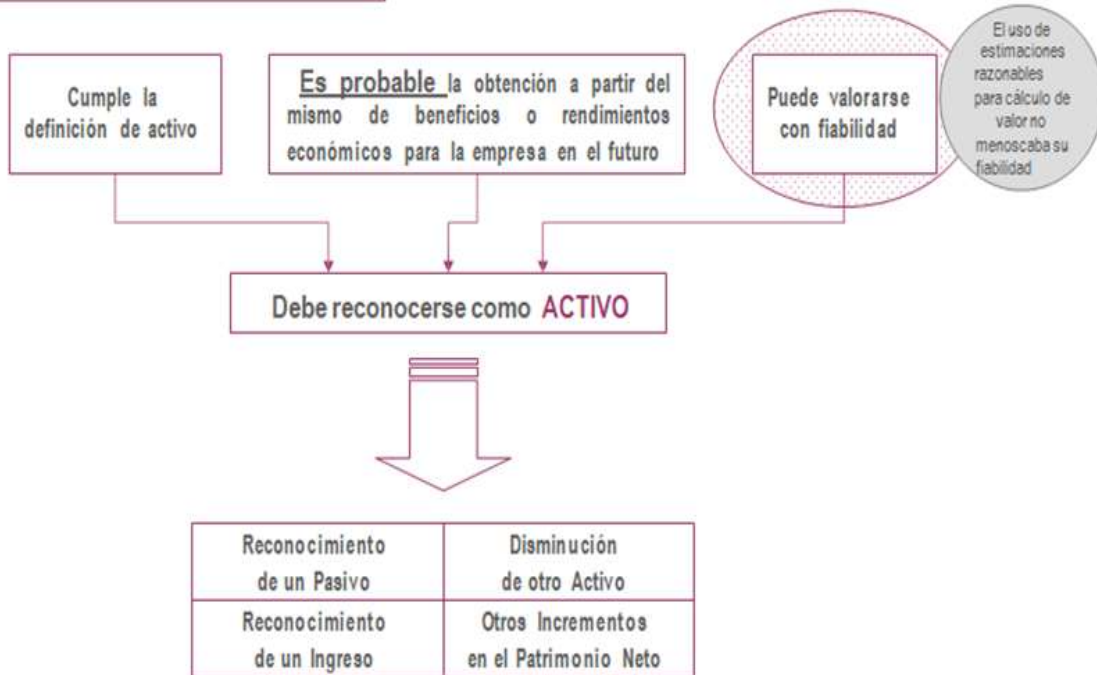 Cumple la
definición de activo
Es probable la obtención a partir del
mismo de beneficios o rendimientos
económicos para la empresa en el futuro
Puede valorarse
con fiabilidad
El uso de
estimaciones
razonables
para cálculo de
valor no
menoscaba su
fiabilidad
Debe reconocerse como ACTIVO
Reconocimiento
de un Pasivo
Disminución
de otro Activo
Reconocimiento
de un Ingreso
Otros Incrementos
en el Patrimonio Neto